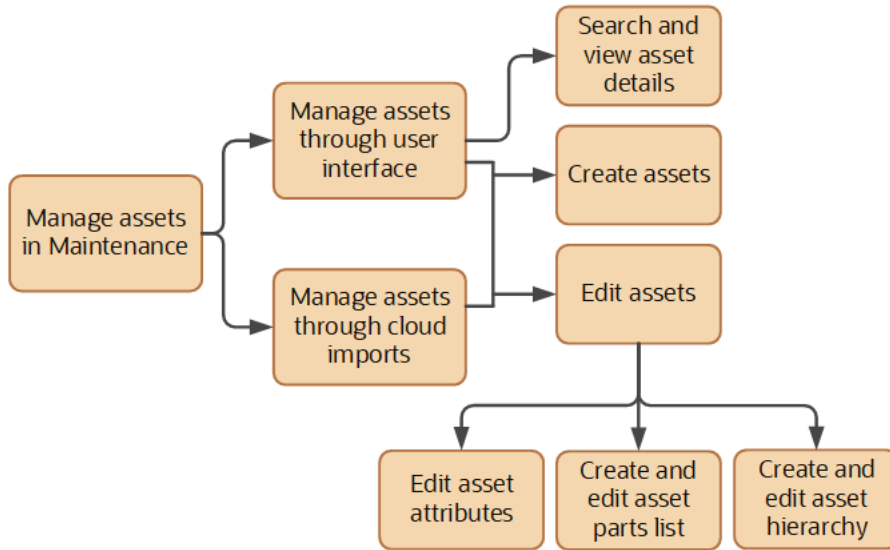 Search and
view asset
details
Manage assets
through user
interface
Create assets
Manage assets
in Maintenance
Manage assets
through cloud
imports
Edit assets
Edit asset
attributes
Create and
edit asset
parts list
Create and
edit asset
hierarchy